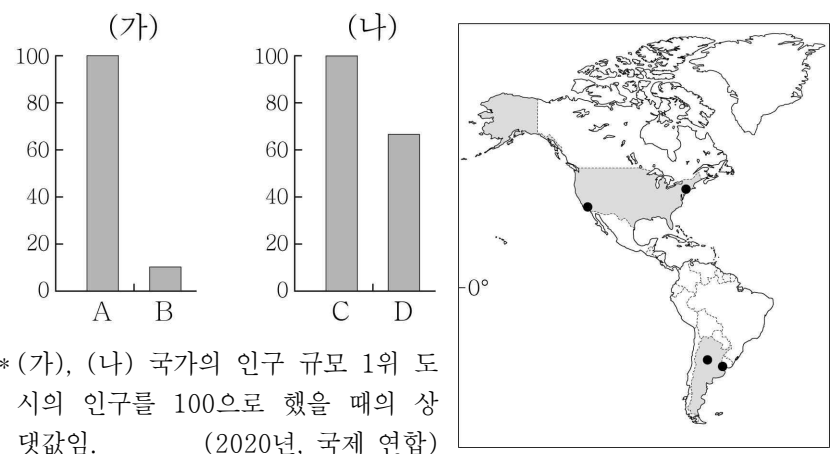 (가)
100
80
60
40
20
0
A B
(나)
100
80
60
40
20
0
C D
0°
* (가), (나) 국가의 인구 규모 1위 도
시의 인구를 100으로 했을 때의 상
댓값임. (2020년, 국제 연합)